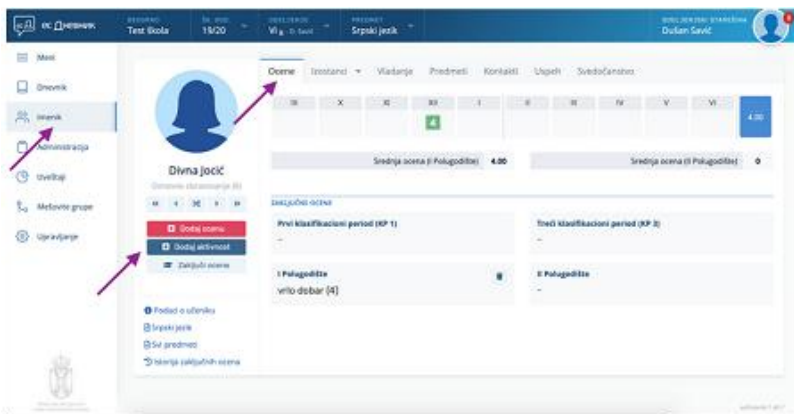 ес Дневник
Test škola
19/20
VI
Srpski jezik
Dušan Savić
Meni
Dnevnik
Imenik
Administracija
Izveštaji
Mešovite grupe
Upravljanje
Divna Jocić
Dodaj ocenu
Dodaj aktivnost
Zaključi ocene
Podaci o učeniku
Srpski jezik
Svi predmeti
Istorija zaključnih ocena
Ocene Izostanci Vladanje Predmeti Kontakti Uspeh Svedočanstvo
IX X XI XII I II III IV V VI
4
4.00
Srednja ocena (I Polugodište) 4.00
Srednja ocena (II Polugodište) 0
ZAKLJUČNE OCENE
Prvi klasifikacioni period (KP 1)
-
Treći klasifikacioni period (KP 3)
-
I Polugodište
vrlo dobar (4)
II Polugodište
-